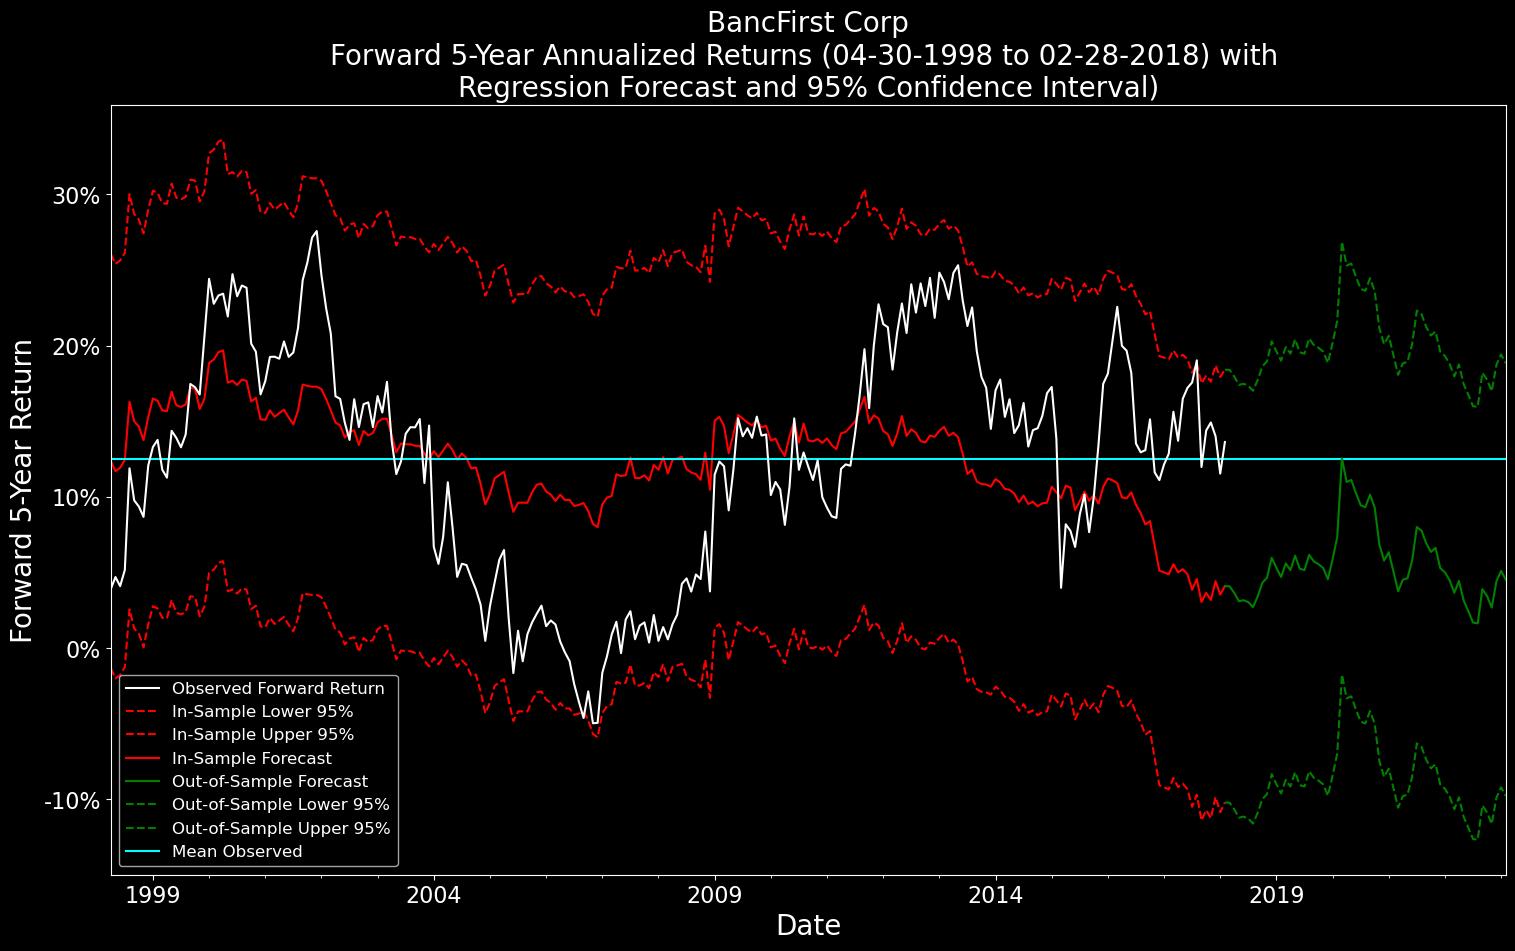 BancFirst Corp
Forward 5-Year Annualized Returns (04-30-1998 to 02-28-2018) with
Regression Forecast and 95% Confidence Interval)
Forward 5-Year Return
30%
20%
10%
0%
-10%
Observed Forward Return
In-Sample Lower 95%
In-Sample Upper 95%
In-Sample Forecast
Out-of-Sample Forecast
Out-of-Sample Lower 95%
Out-of-Sample Upper 95%
Mean Observed
1999 2004 2009 2014 2019
Date